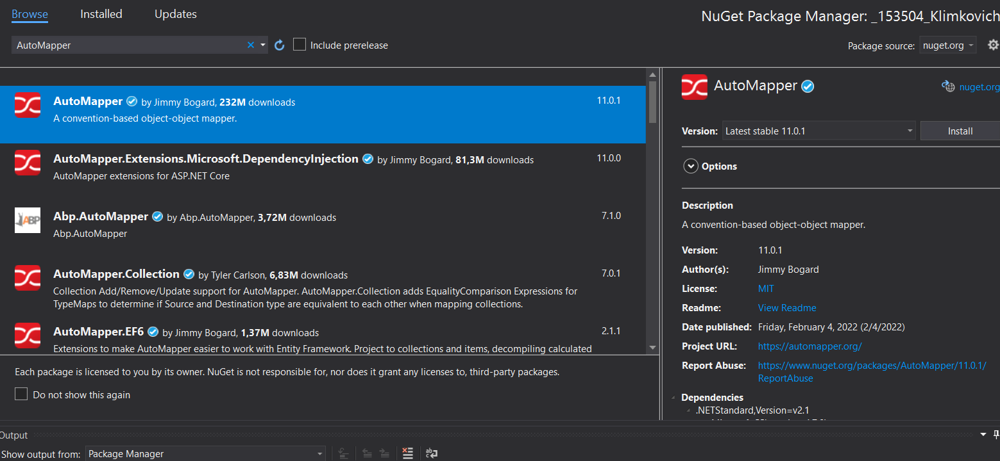 Browse Installed Updates
NuGet Package Manager: _153504_Klimkovich
AutoMapper
Include prerelease
Package source: nuget.org
AutoMapper by Jimmy Bogard, 232M downloads 11.0.1
A convention-based object-object mapper.
AutoMapper.Extensions.Microsoft.DependencyInjection by Jimmy Bogard, 81,3M downloads 11.0.0
AutoMapper extensions for ASP.NET Core
ABP
Abp.AutoMapper by Abp.AutoMapper, 3,72M downloads 7.1.0
Abp.AutoMapper
AutoMapper.Collection by Tyler Carlson, 6,83M downloads 7.0.1
Collection Add/Remove/Update support for AutoMapper. AutoMapper.Collection adds EqualityComparison Expressions for
TypeMaps to determine if Source and Destination type are equivalent to each other when mapping collections.
AutoMapper.EF6 by Jimmy Bogard, 1,37M downloads 2.1.1
Extensions to make AutoMapper easier to work with Entity Framework. Project to collections and items, decompiling calculated
Each package is licensed to you by its owner. NuGet is not responsible for, nor does it grant any licenses to, third-party packages.
Do not show this again
AutoMapper
nuget.org
Version: Latest stable 11.0.1 Install
Options
Description
A convention-based object-object mapper.
Version: 11.0.1
Author(s): Jimmy Bogard
License: MIT
Readme: View Readme
Date published: Friday, February 4, 2022 (2/4/2022)
Project URL: https://automapper.org/
Report Abuse: https://www.nuget.org/packages/AutoMapper/11.0.1/
ReportAbuse
Dependencies
.NETStandard,Version=v2.1
Output
Show output from: Package Manager